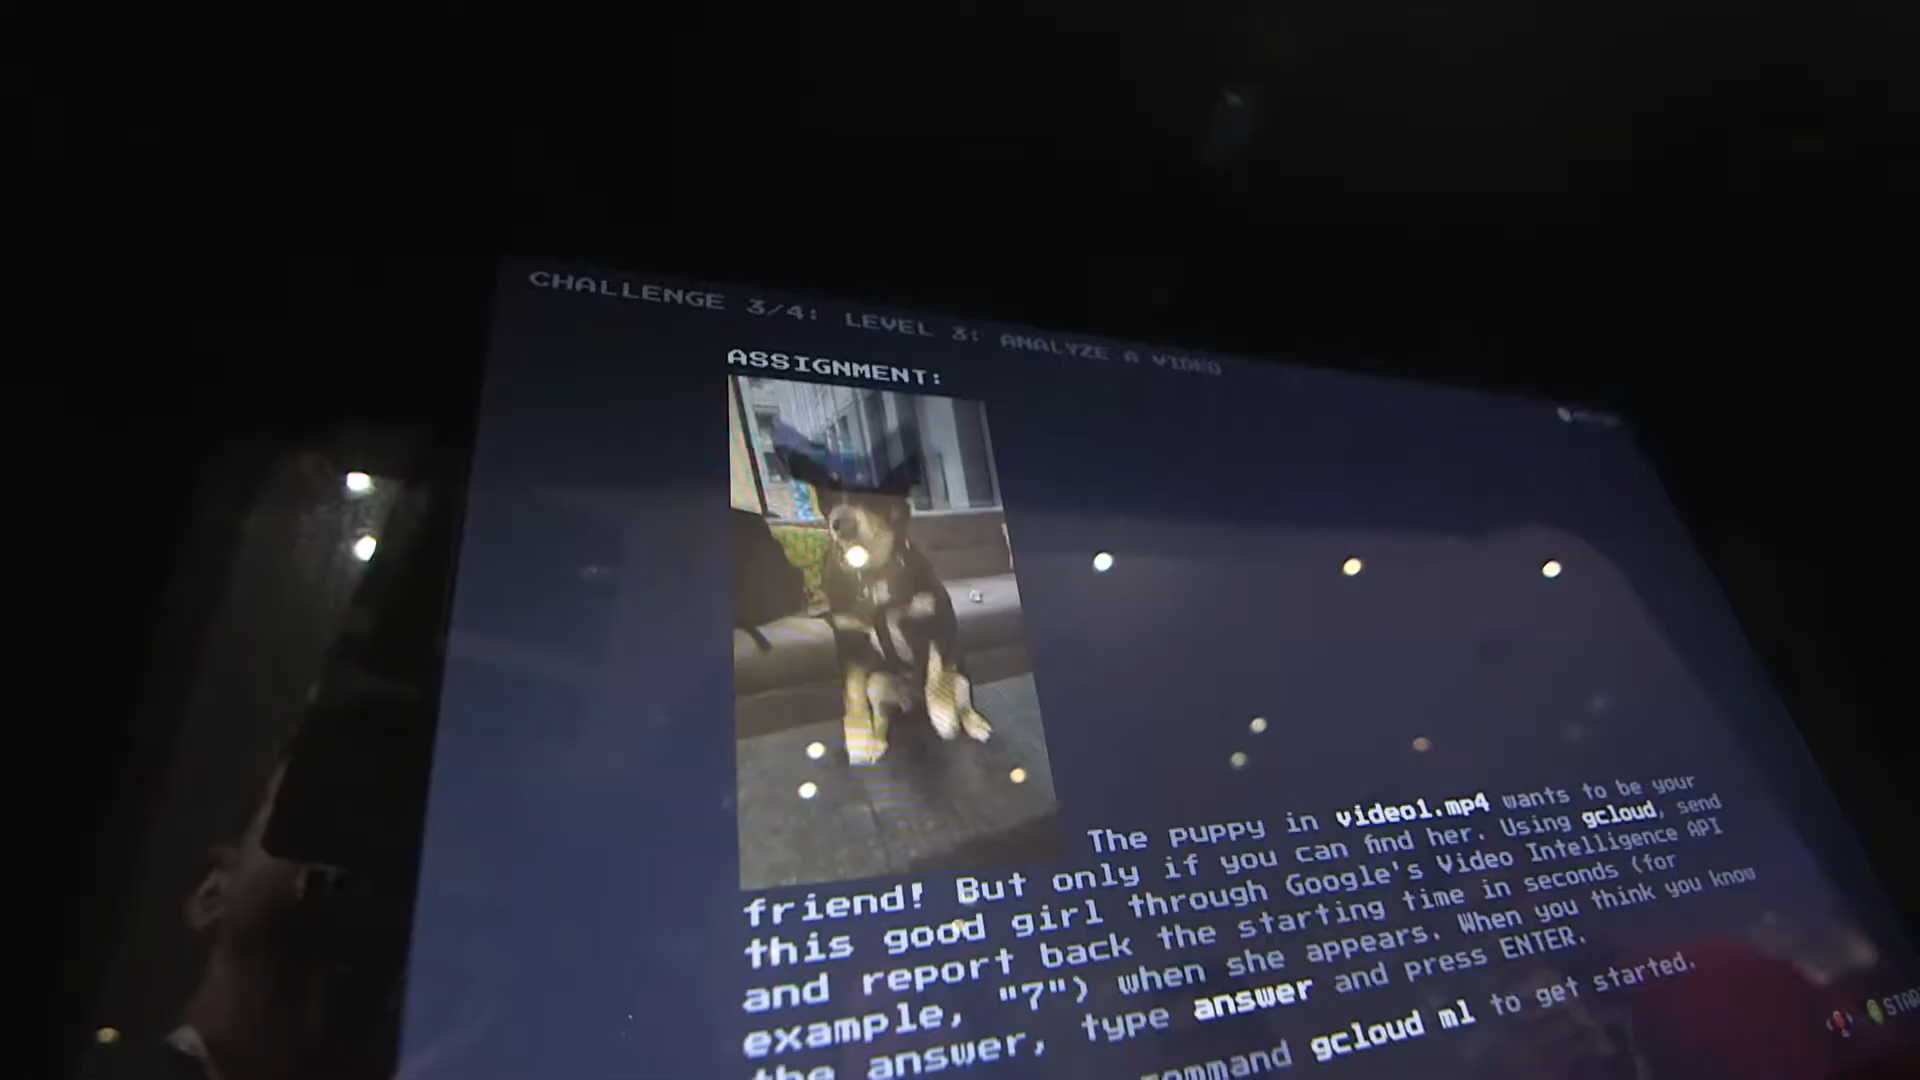 CHALLENGE 3/4: LEVEL 3: ANALYZE A VIDEO
ASSIGNMENT:
The puppy in video1.mp4 wants to be your
friend! But only if you can find her. Using gcloud, send
this good girl through Google's Video Intelligence API
and report back the starting time in seconds (for
example, "7") when she appears. When you think you know
the answer, type answer and press ENTER.
command gcloud ml to get started.